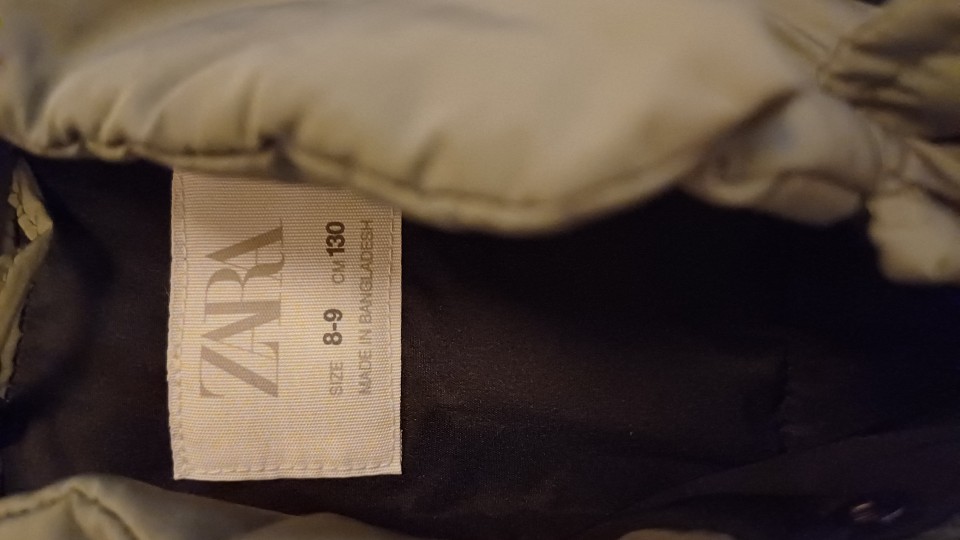 ZARA
SIZE 8-9 CM 130
MADE IN BANGLADESH